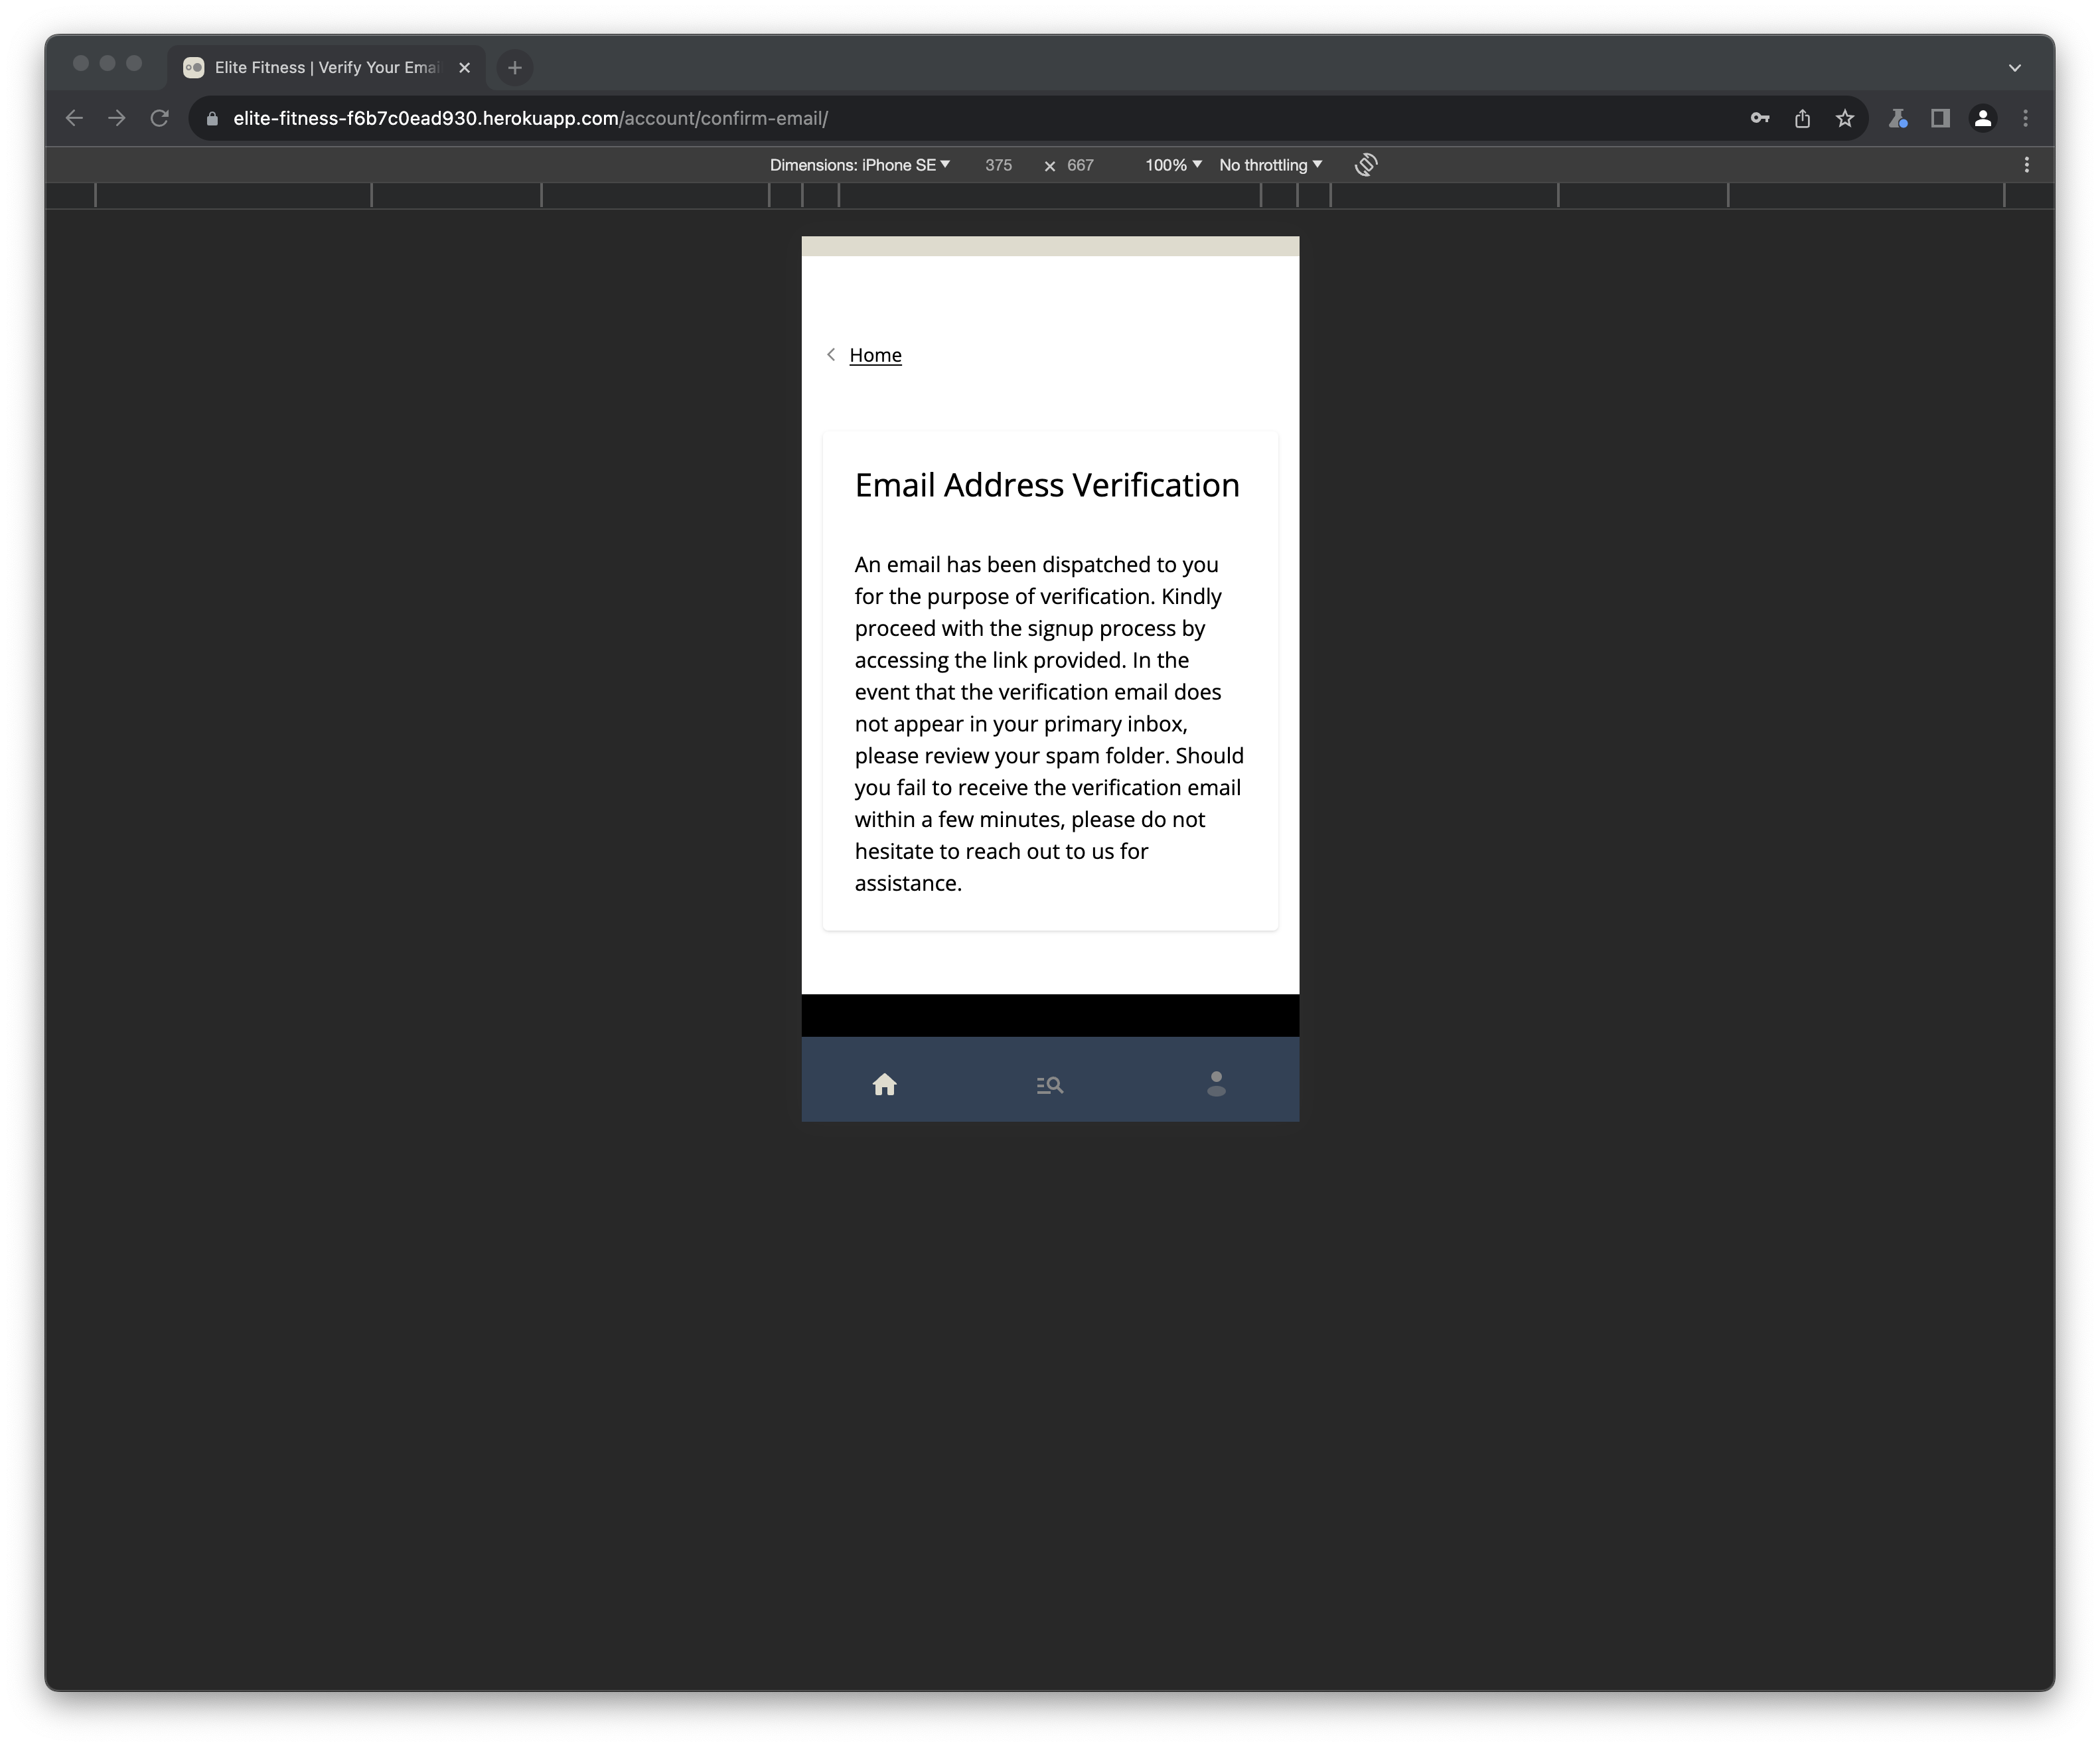 Elite Fitness | Verify Your Emai
elite-fitness-f6b7c0ead930.herokuapp.com/account/confirm-email/
Dimensions: iPhone SE 375 × 667 100% No throttling
Home
Email Address Verification
An email has been dispatched to you
for the purpose of verification. Kindly
proceed with the signup process by
accessing the link provided. In the
event that the verification email does
not appear in your primary inbox,
please review your spam folder. Should
you fail to receive the verification email
within a few minutes, please do not
hesitate to reach out to us for
assistance.